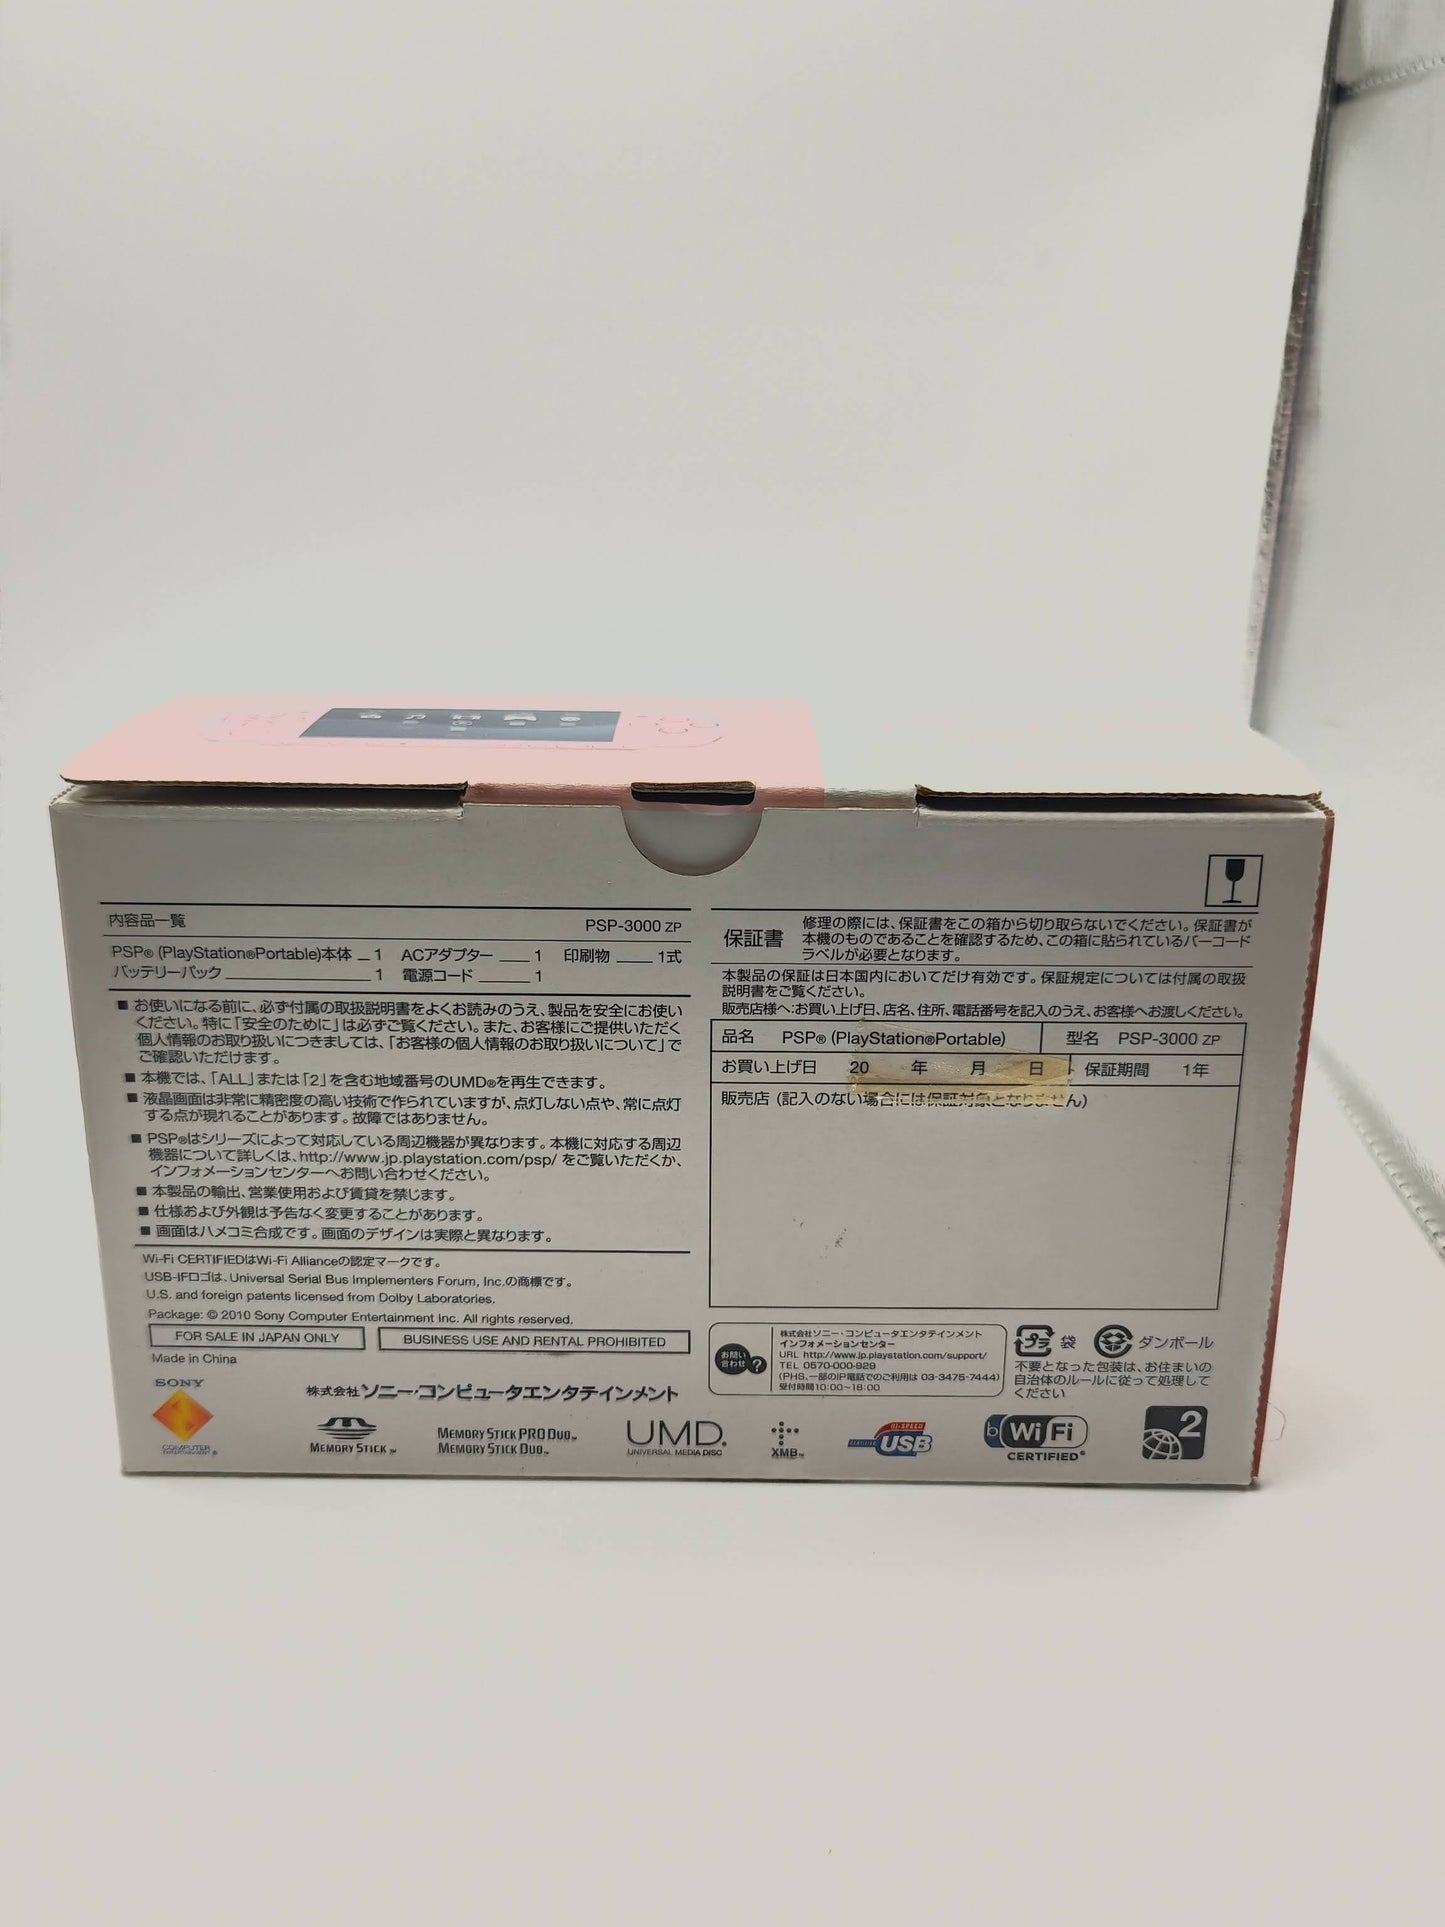 内容品一覧 PSP-3000 ZP
PSP® (PlayStation®Portable)本体 1 ACアダプター 1 印刷物 1式
バッテリーパック 1 電源コード 1
■ お使いになる前に、必ず付属の取扱説明書をよくお読みのうえ、製品を安全にお使い
ください。特に「安全のために」は必ずご覧ください。また、お客様にご提供いただく
個人情報のお取り扱いにつきましては、「お客様の個人情報のお取り扱いについて」で
ご確認いただけます。
■ 本機では、「ALL」または「2」を含む地域番号のUMD®を再生できます。
■ 液晶画面は非常に精密度の高い技術で作られていますが、点灯しない点や、常に点灯
する点が現れることがあります。故障ではありません。
■ PSP®はシリーズによって対応している周辺機器が異なります。本機に対応する周辺
機器について詳しくは、http://www.jp.playstation.com/psp/ をご覧いただくか、
インフォメーションセンターへお問い合わせください。
■ 本製品の輸出、営業使用および賃貸を禁じます。
■ 仕様および外観は予告なく変更することがあります。
■ 画面はハメコミ合成です。画面のデザインは実際と異なります。
Wi-Fi CERTIFIEDはWi-Fi Allianceの認定マークです。
USB-IFロゴは、Universal Serial Bus Implementers Forum, Inc.の商標です。
U.S. and foreign patents licensed from Dolby Laboratories.
Package: © 2010 Sony Computer Entertainment Inc. All rights reserved.
FOR SALE IN JAPAN ONLY BUSINESS USE AND RENTAL PROHIBITED
Made in China
SONY
COMPUTER
ENTERTAINMENT®
株式会社ソニー・コンピュータエンタテインメント
保証書
修理の際には、保証書をこの箱から切り取らないでください。保証書が
本機のものであることを確認するため、この箱に貼られているバーコード
ラベルが必要となります。
本製品の保証は日本国内においてだけ有効です。保証規定については付属の取扱
説明書をご覧ください。
販売店様へ:お買い上げ日、店名、住所、電話番号を記入のうえ、お客様へお渡しください。
品名 PSP® (PlayStation®Portable) 型名 PSP-3000 ZP
お買い上げ日 20 年 月 日 保証期間 1年
販売店 (記入のない場合には保証対象となりません)
お問い
合わせ ?
株式会社ソニー・コンピュータエンタテインメント
インフォメーションセンター
URL http://www.jp.playstation.com/support/
TEL 0570-000-929
(PHS、一部のIP電話でのご利用は 03-3475-7444)
受付時間10:00~18:00
プラ 袋 ダンボール
不要となった包装は、お住まいの
自治体のルールに従って処理して
ください
MEMORY STICK™
MEMORY STICK PRO DUO™
MEMORY STICK DUO™
UMD™
UNIVERSAL MEDIA DISC
XMB™
HI-SPEED
CERTIFIED USB
b Wi Fi
CERTIFIED®
2